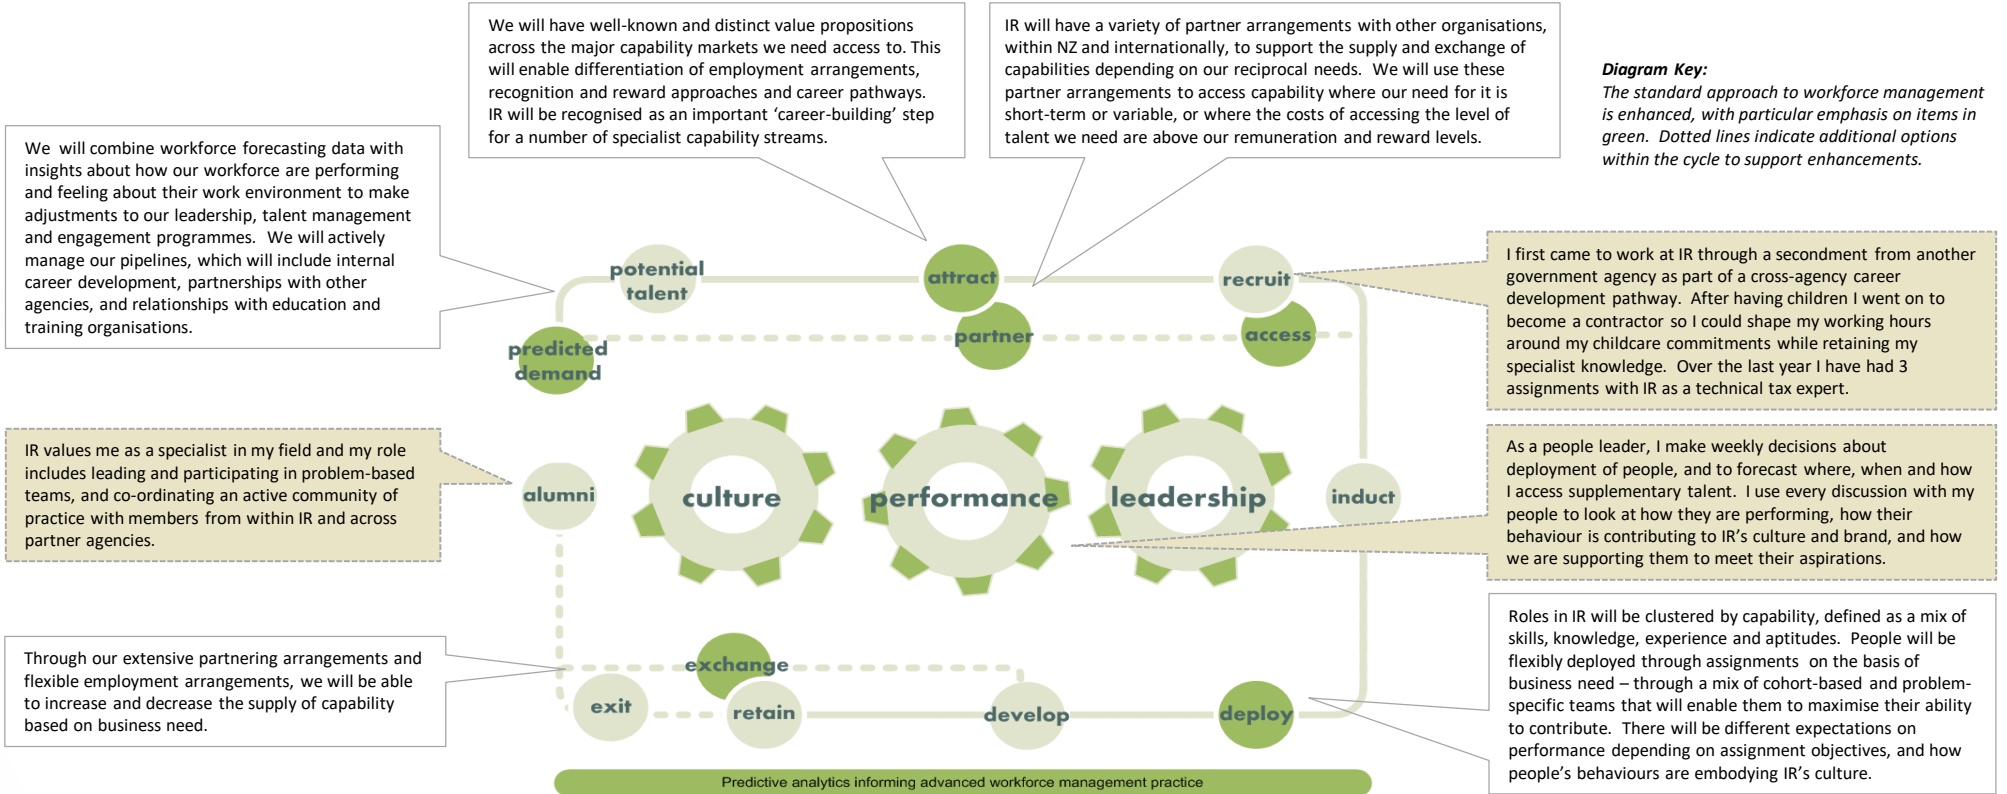 We will have well-known and distinct value propositions
across the major capability markets we need access to. This
will enable differentiation of employment arrangements,
recognition and reward approaches and career pathways.
IR will be recognised as an important ‘career-building’ step
for a number of specialist capability streams.
IR will have a variety of partner arrangements with other organisations,
within NZ and internationally, to support the supply and exchange of
capabilities depending on our reciprocal needs. We will use these
partner arrangements to access capability where our need for it is
short-term or variable, or where the costs of accessing the level of
talent we need are above our remuneration and reward levels.
Diagram Key:
The standard approach to workforce management
is enhanced, with particular emphasis on items in
green. Dotted lines indicate additional options
within the cycle to support enhancements.
We will combine workforce forecasting data with
insights about how our workforce are performing
and feeling about their work environment to make
adjustments to our leadership, talent management
and engagement programmes. We will actively
manage our pipelines, which will include internal
career development, partnerships with other
agencies, and relationships with education and
training organisations.
potential
talent
attract
recruit
predicted
demand
partner
access
I first came to work at IR through a secondment from another
government agency as part of a cross-agency career
development pathway. After having children I went on to
become a contractor so I could shape my working hours
around my childcare commitments while retaining my
specialist knowledge. Over the last year I have had 3
assignments with IR as a technical tax expert.
IR values me as a specialist in my field and my role
includes leading and participating in problem-based
teams, and co-ordinating an active community of
practice with members from within IR and across
partner agencies.
alumni
culture
performance
leadership
induct
As a people leader, I make weekly decisions about
deployment of people, and to forecast where, when and how
I access supplementary talent. I use every discussion with my
people to look at how they are performing, how their
behaviour is contributing to IR’s culture and brand, and how
we are supporting them to meet their aspirations.
Through our extensive partnering arrangements and
flexible employment arrangements, we will be able
to increase and decrease the supply of capability
based on business need.
exchange
exit
retain
develop
deploy
Roles in IR will be clustered by capability, defined as a mix of
skills, knowledge, experience and aptitudes. People will be
flexibly deployed through assignments on the basis of
business need – through a mix of cohort-based and problem-
specific teams that will enable them to maximise their ability
to contribute. There will be different expectations on
performance depending on assignment objectives, and how
people’s behaviours are embodying IR’s culture.
Predictive analytics informing advanced workforce management practice